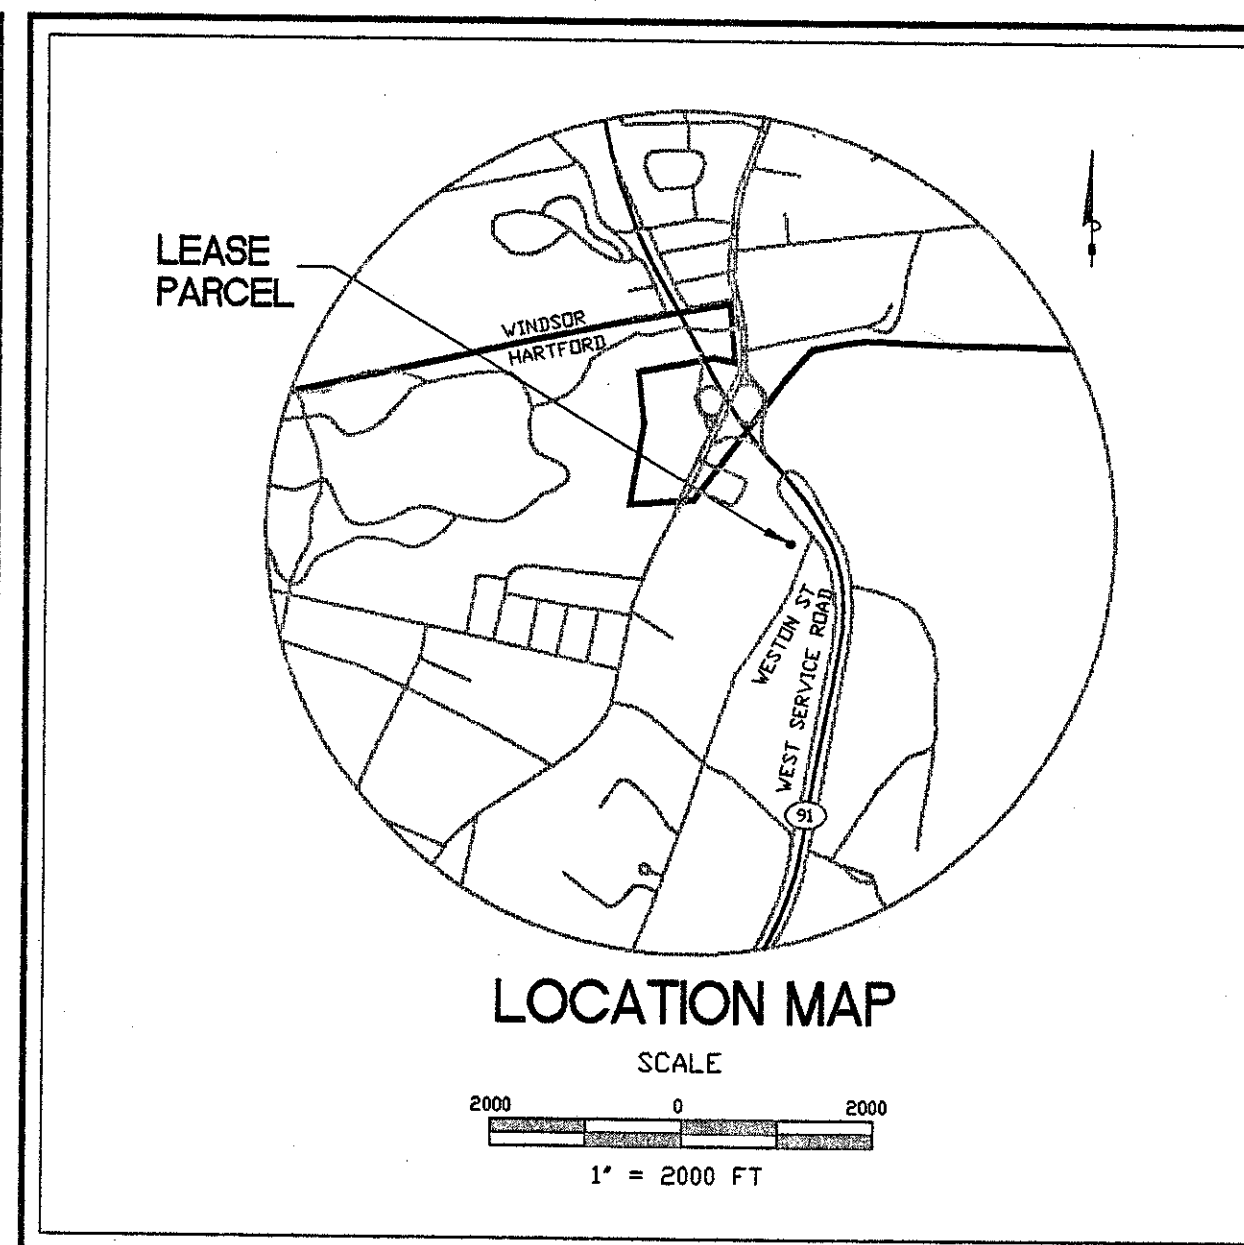 LEASE
PARCEL
WINDSOR
HARTFORD
WESTON ST
WEST SERVICE ROAD
91
LOCATION MAP
SCALE
2000 0 2000
1" = 2000 FT